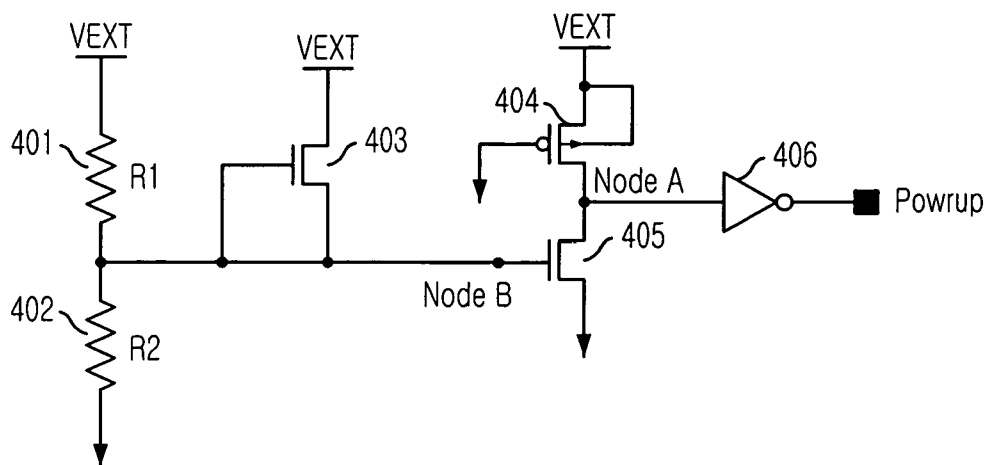 VEXT
VEXT
VEXT
401
R1
403
404
406
Node A
Powrup
405
Node B
402
R2